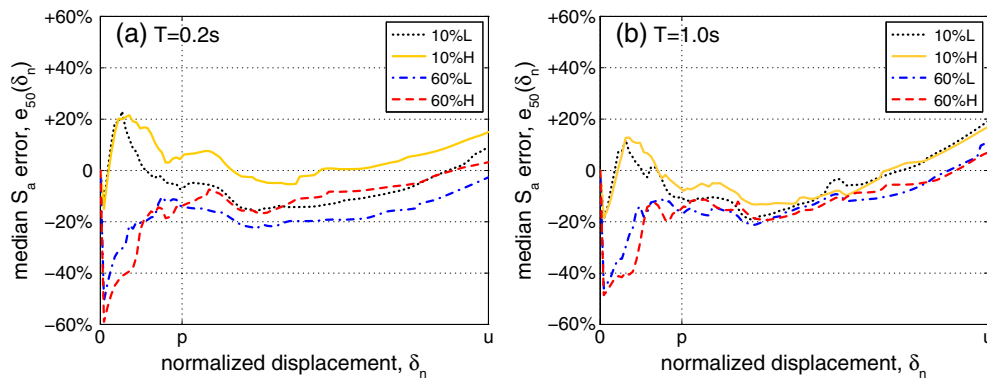 (a) T=0.2s
10%L
10%H
60%L
60%H
+60%
+40%
+20%
0
−20%
−40%
−60%
median Sa error, e50(δn)
0 p u
normalized displacement, δn
(b) T=1.0s
10%L
10%H
60%L
60%H
+60%
+40%
+20%
0
−20%
−40%
−60%
median Sa error, e50(δn)
0 p u
normalized displacement, δn